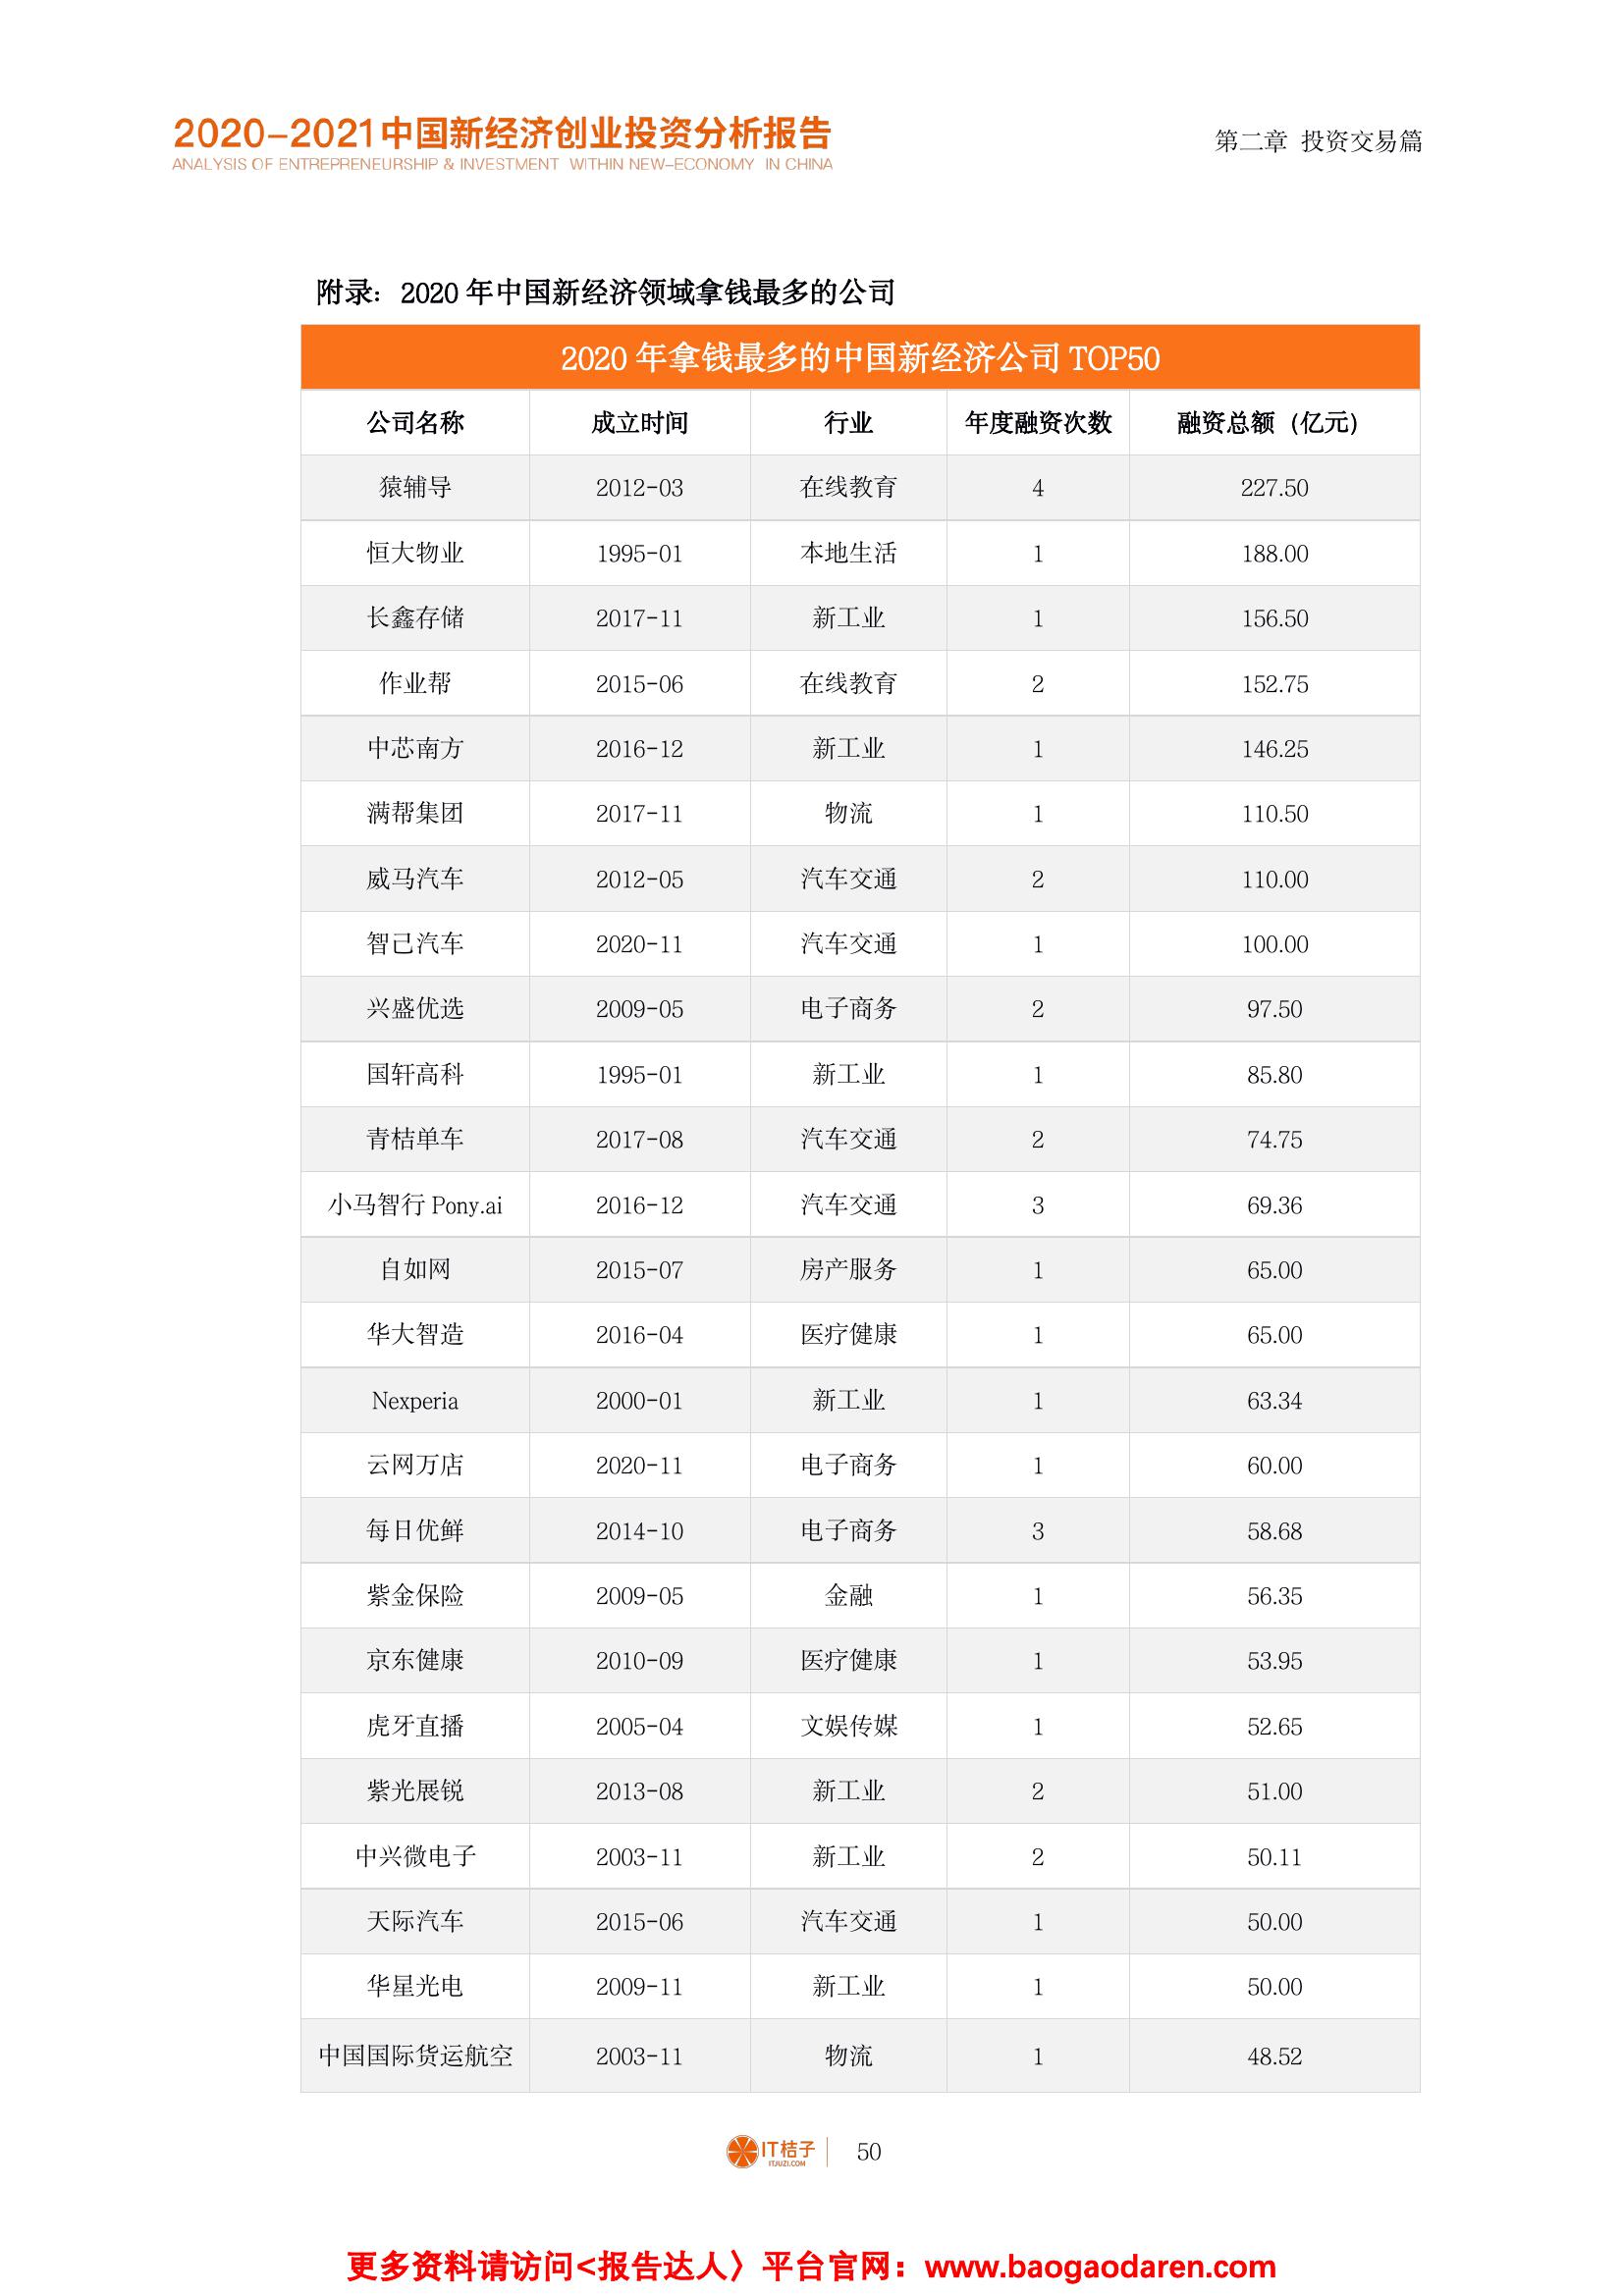 2020-2021中国新经济创业投资分析报告
ANALYSIS OF ENTREPRENEURSHIP & INVESTMENT WITHIN NEW-ECONOMY IN CHINA
第二章 投资交易篇
附录：2020 年中国新经济领域拿钱最多的公司
2020 年拿钱最多的中国新经济公司 TOP50
公司名称 成立时间 行业 年度融资次数 融资总额（亿元）
猿辅导 2012-03 在线教育 4 227.50
恒大物业 1995-01 本地生活 1 188.00
长鑫存储 2017-11 新工业 1 156.50
作业帮 2015-06 在线教育 2 152.75
中芯南方 2016-12 新工业 1 146.25
满帮集团 2017-11 物流 1 110.50
威马汽车 2012-05 汽车交通 2 110.00
智己汽车 2020-11 汽车交通 1 100.00
兴盛优选 2009-05 电子商务 2 97.50
国轩高科 1995-01 新工业 1 85.80
青桔单车 2017-08 汽车交通 2 74.75
小马智行 Pony.ai 2016-12 汽车交通 3 69.36
自如网 2015-07 房产服务 1 65.00
华大智造 2016-04 医疗健康 1 65.00
Nexperia 2000-01 新工业 1 63.34
云网万店 2020-11 电子商务 1 60.00
每日优鲜 2014-10 电子商务 3 58.68
紫金保险 2009-05 金融 1 56.35
京东健康 2010-09 医疗健康 1 53.95
虎牙直播 2005-04 文娱传媒 1 52.65
紫光展锐 2013-08 新工业 2 51.00
中兴微电子 2003-11 新工业 2 50.11
天际汽车 2015-06 汽车交通 1 50.00
华星光电 2009-11 新工业 1 50.00
中国国际货运航空 2003-11 物流 1 48.52
IT桔子
ITJUZI.COM
50
更多资料请访问<报告达人〉平台官网：www.baogaodaren.com